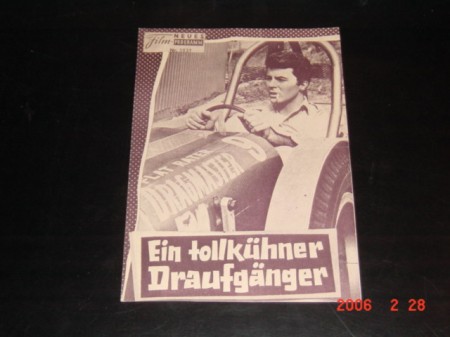 Film
NEUES
PROGRAMM
DRAGMASTER
Ein tollkühner
Draufgänger
2006 2 28